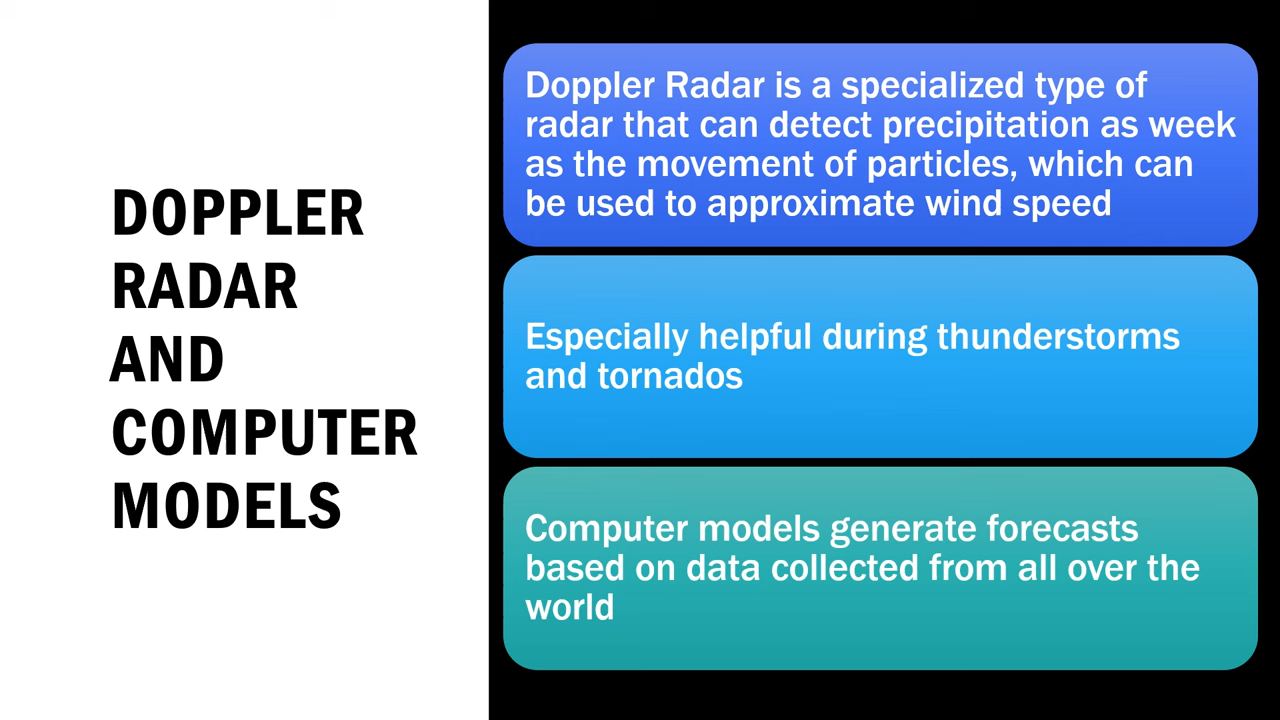 DOPPLER
RADAR
AND
COMPUTER
MODELS
Doppler Radar is a specialized type of
radar that can detect precipitation as week
as the movement of particles, which can
be used to approximate wind speed
Especially helpful during thunderstorms
and tornados
Computer models generate forecasts
based on data collected from all over the
world